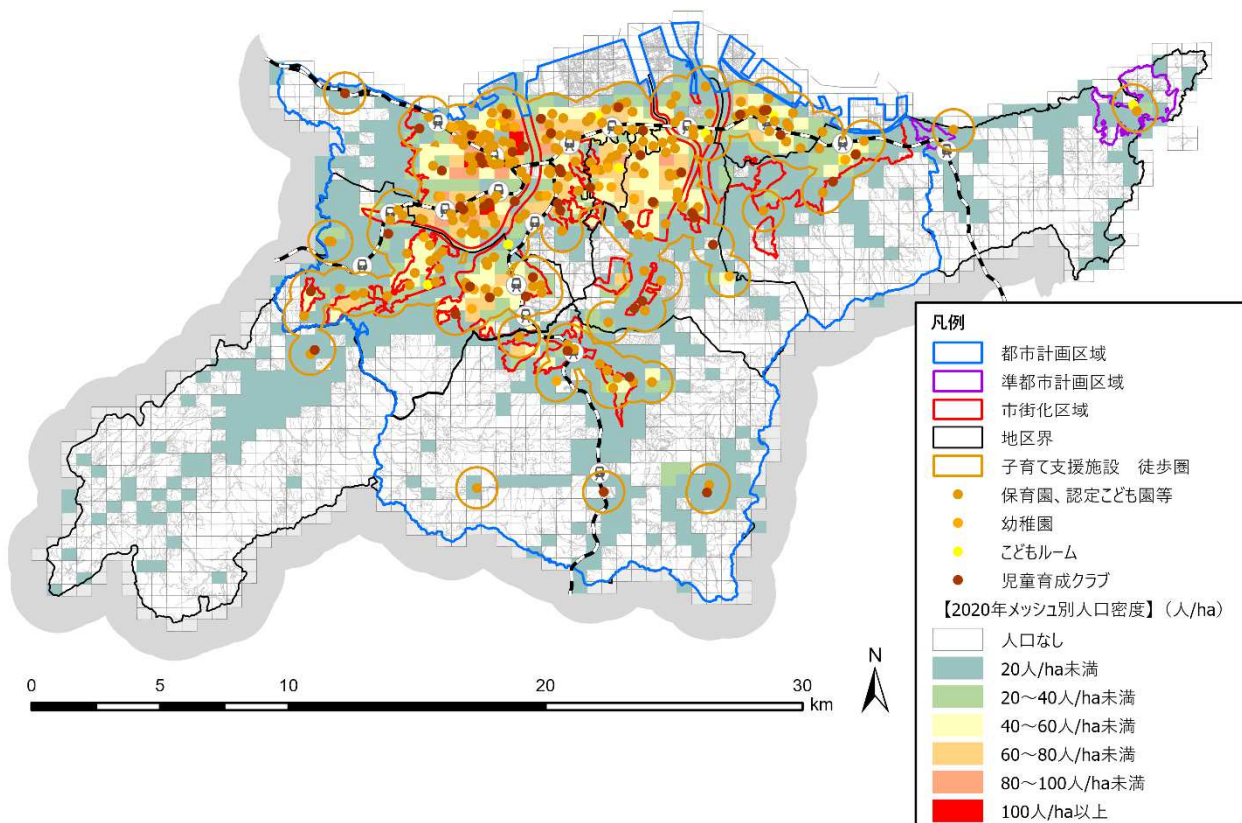 凡例
都市計画区域
準都市計画区域
市街化区域
地区界
子育て支援施設 徒歩圏
保育園、認定こども園等
幼稚園
こどもルーム
児童育成クラブ
【2020年メッシュ別人口密度】(人/ha)
人口なし
20人/ha未満
20～40人/ha未満
40～60人/ha未満
60～80人/ha未満
80～100人/ha未満
100人/ha以上
N
0 5 10 20 30
km